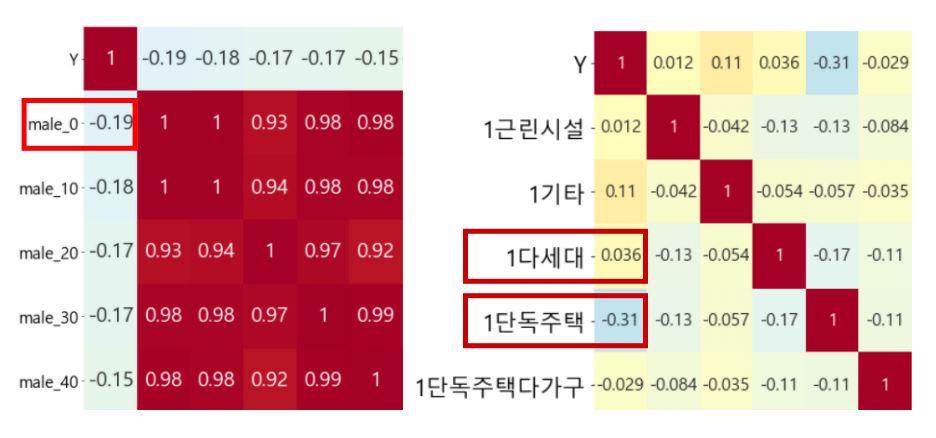 Y 1 -0.19 -0.18 -0.17 -0.17 -0.15
male_0 -0.19 1 1 0.93 0.98 0.98
male_10 -0.18 1 1 0.94 0.98 0.98
male_20 -0.17 0.93 0.94 1 0.97 0.92
male_30 -0.17 0.98 0.98 0.97 1 0.99
male_40 -0.15 0.98 0.98 0.92 0.99 1
Y 1 0.012 0.11 0.036 -0.31 -0.029
1근린시설 0.012 1 -0.042 -0.13 -0.13 -0.084
1기타 0.11 -0.042 1 -0.054 -0.057 -0.035
1다세대 0.036 -0.13 -0.054 1 -0.17 -0.11
1단독주택 -0.31 -0.13 -0.057 -0.17 1 -0.11
1단독주택다가구 -0.029 -0.084 -0.035 -0.11 -0.11 1